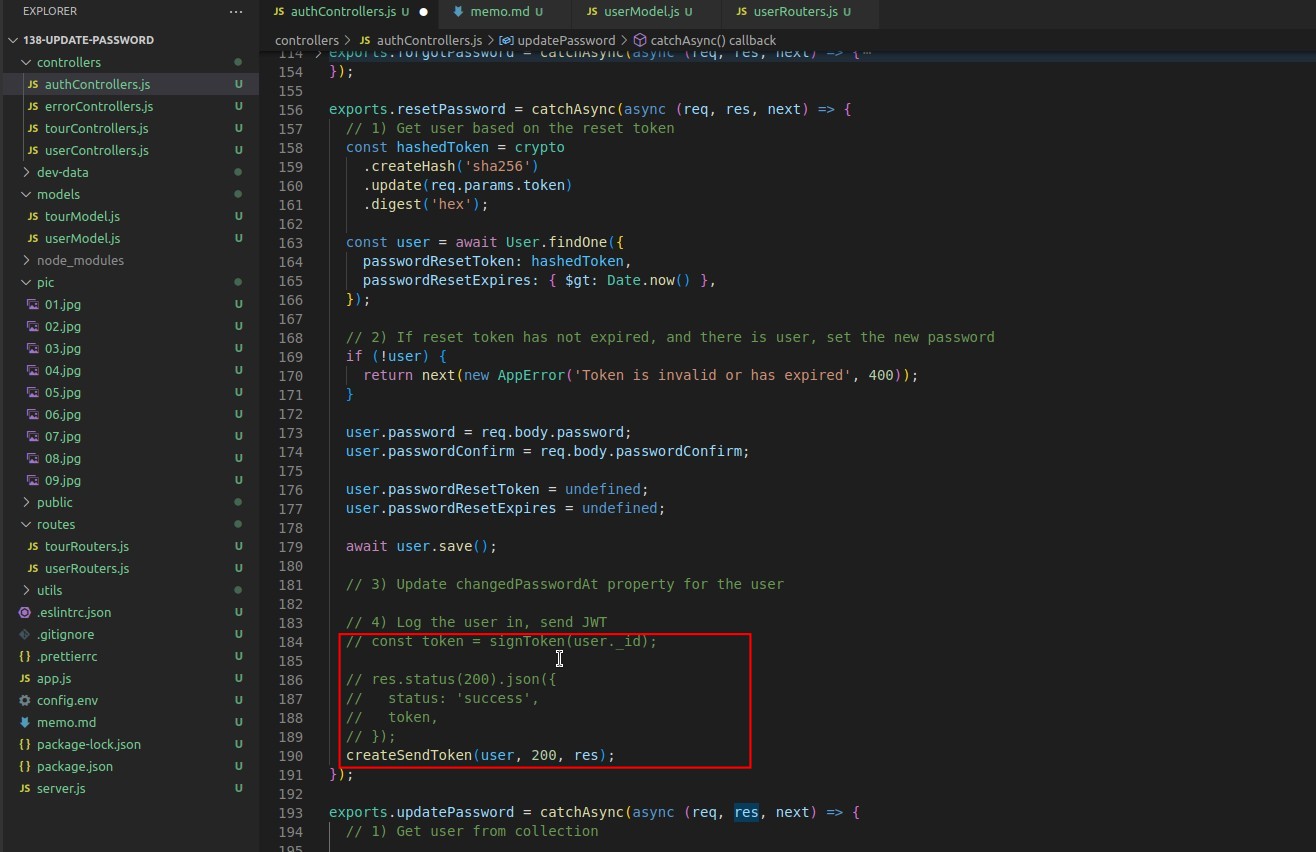 EXPLORER
138-UPDATE-PASSWORD
controllers
JS authControllers.js U
JS errorControllers.js U
JS tourControllers.js U
JS userControllers.js U
dev-data
models
JS tourModel.js U
JS userModel.js U
node_modules
pic
01.jpg U
02.jpg U
03.jpg U
04.jpg U
05.jpg U
06.jpg U
07.jpg U
08.jpg U
09.jpg U
public
routes
JS tourRouters.js U
JS userRouters.js U
utils
.eslintrc.json U
.gitignore U
{} .prettierrc U
JS app.js U
config.env U
memo.md U
{} package-lock.json U
{} package.json U
JS server.js U
JS authControllers.js U
memo.md U
JS userModel.js U
JS userRouters.js U
controllers > JS authControllers.js > updatePassword > catchAsync() callback
114 exports.forgotPassword = catchAsync(async (req, res, next) => {
154 });
155
156 exports.resetPassword = catchAsync(async (req, res, next) => {
157 // 1) Get user based on the reset token
158 const hashedToken = crypto
159 .createHash('sha256')
160 .update(req.params.token)
161 .digest('hex');
162
163 const user = await User.findOne({
164 passwordResetToken: hashedToken,
165 passwordResetExpires: { $gt: Date.now() },
166 });
167
168 // 2) If reset token has not expired, and there is user, set the new password
169 if (!user) {
170 return next(new AppError('Token is invalid or has expired', 400));
171 }
172
173 user.password = req.body.password;
174 user.passwordConfirm = req.body.passwordConfirm;
175
176 user.passwordResetToken = undefined;
177 user.passwordResetExpires = undefined;
178
179 await user.save();
180
181 // 3) Update changedPasswordAt property for the user
182
183 // 4) Log the user in, send JWT
184 // const token = signToken(user._id);
185
186 // res.status(200).json({
187 // status: 'success',
188 // token,
189 // });
190 createSendToken(user, 200, res);
191 });
192
193 exports.updatePassword = catchAsync(async (req, res, next) => {
194 // 1) Get user from collection
195